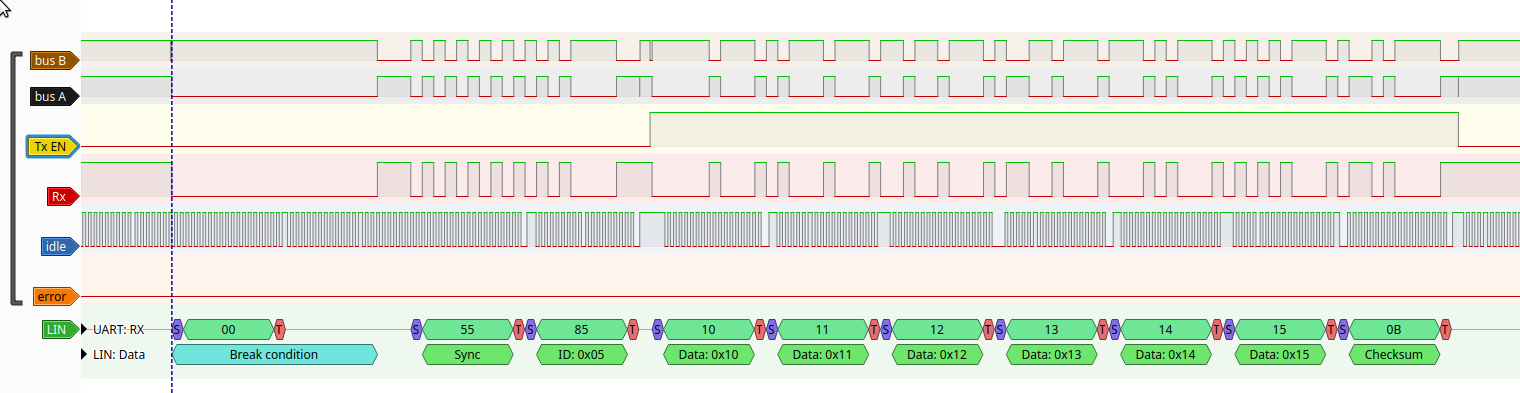 bus B
bus A
Tx EN
Rx
idle
error
LIN UART: RX S 00 T S 55 T S 85 T S 10 T S 11 T S 12 T S 13 T S 14 T S 15 T S 0B T
LIN: Data Break condition Sync ID: 0x05 Data: 0x10 Data: 0x11 Data: 0x12 Data: 0x13 Data: 0x14 Data: 0x15 Checksum